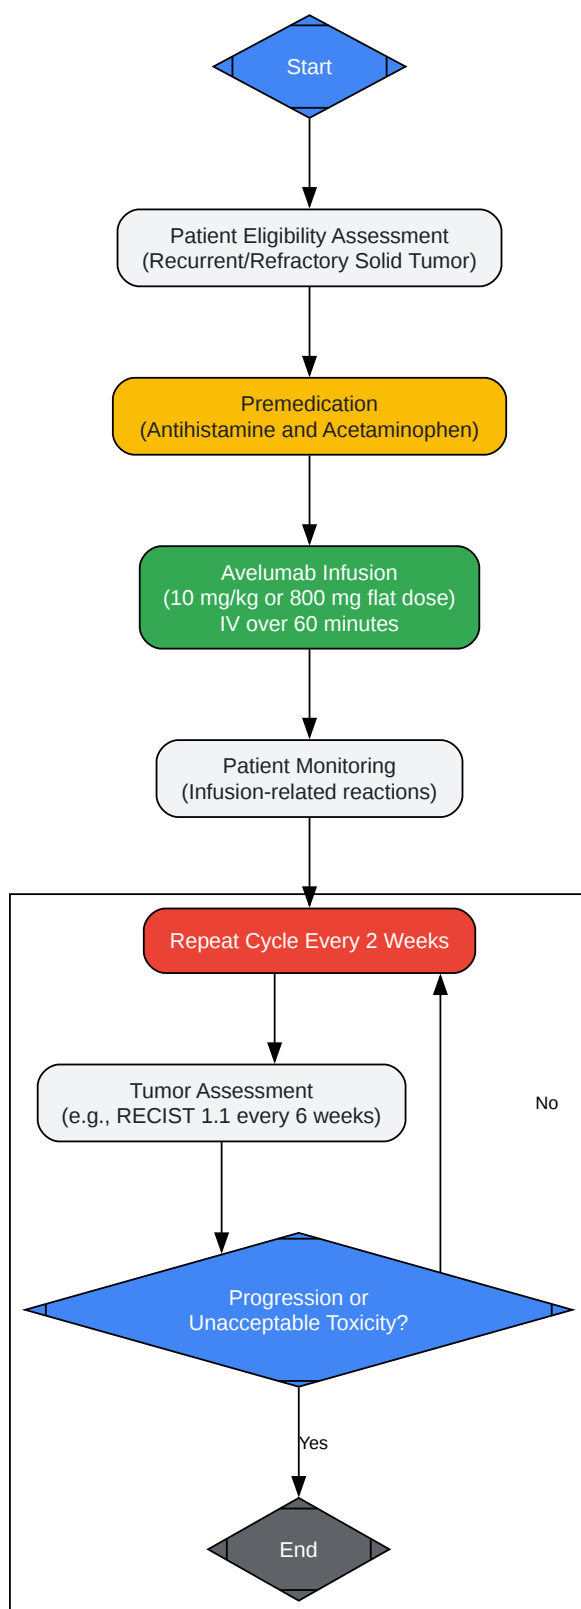 Start
Patient Eligibility Assessment
(Recurrent/Refractory Solid Tumor)
Premedication
(Antihistamine and Acetaminophen)
Avelumab Infusion
(10 mg/kg or 800 mg flat dose)
IV over 60 minutes
Patient Monitoring
(Infusion-related reactions)
Repeat Cycle Every 2 Weeks
Tumor Assessment
(e.g., RECIST 1.1 every 6 weeks)
No
Progression or
Unacceptable Toxicity?
Yes
End